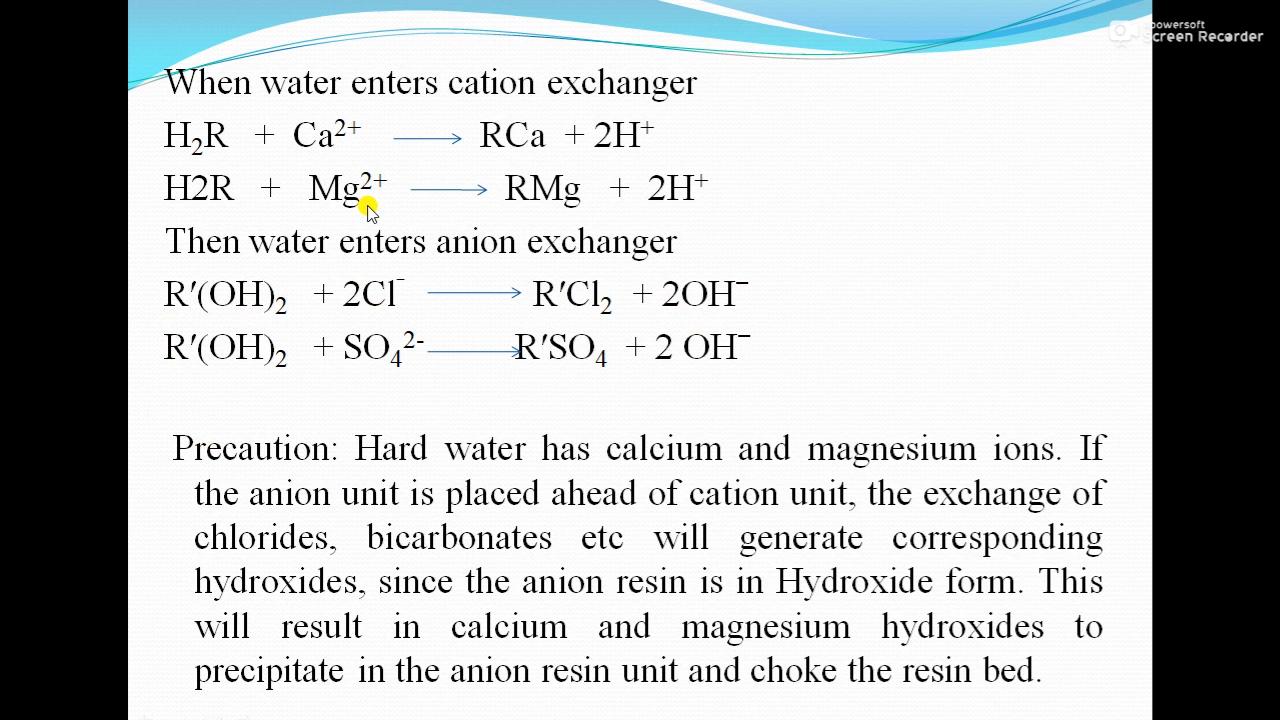 apowersoft
Screen Recorder
When water enters cation exchanger
H₂R + Ca²⁺ ⟶ RCa + 2H⁺
H2R + Mg²⁺ ⟶ RMg + 2H⁺
Then water enters anion exchanger
R′(OH)₂ + 2Cl⁻ ⟶ R′Cl₂ + 2OH⁻
R′(OH)₂ + SO₄²⁻ ⟶ R′SO₄ + 2 OH⁻
Precaution: Hard water has calcium and magnesium ions. If
the anion unit is placed ahead of cation unit, the exchange of
chlorides, bicarbonates etc will generate corresponding
hydroxides, since the anion resin is in Hydroxide form. This
will result in calcium and magnesium hydroxides to
precipitate in the anion resin unit and choke the resin bed.